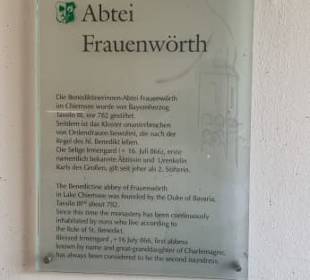 Abtei
Frauenwörth
Die Benediktinerinnen-Abtei Frauenwörth
im Chiemsee wurde von Bayernherzog
Tassilo III. vor 782 gestiftet.
Seitdem ist das Kloster ununterbrochen
von Ordensfrauen bewohnt, die nach der
Regel des hl. Benedikt leben.
Die Selige Irmengard (+ 16. Juli 866), erste
namentlich bekannte Äbtissin und Urenkelin
Karls des Großen, gilt seit jeher als 2. Stifterin.
The Benedictine abbey of Frauenwörth
in Lake Chiemsee was founded by the Duke of Bavaria,
Tassilo IIIrd about 782.
Since this time the monastery has been continuously
inhabited by nuns who live according to
the Rule of St. Benedict.
Blessed Irmengard, +16 July 866, first abbess
known by name and great-granddaughter of Charlemagne,
has always been considered to be the second foundress.